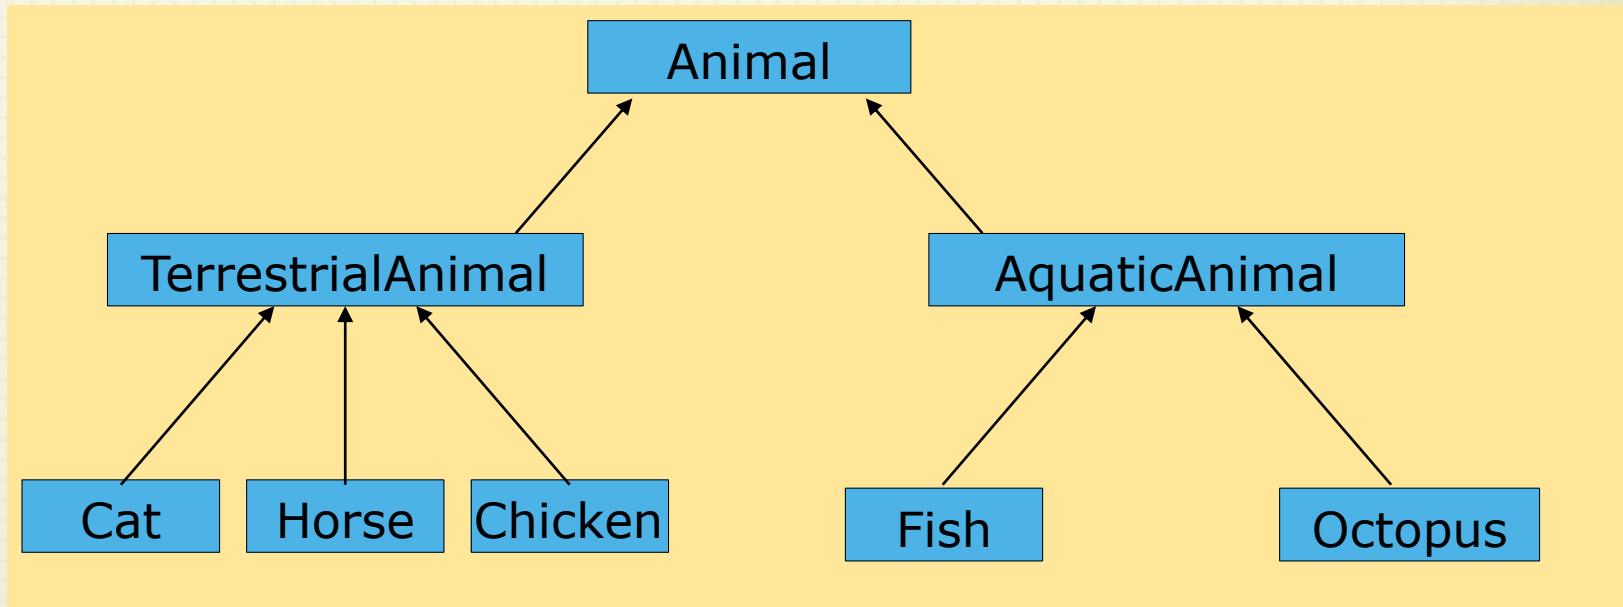 Animal
TerrestrialAnimal
AquaticAnimal
Cat
Horse
Chicken
Fish
Octopus